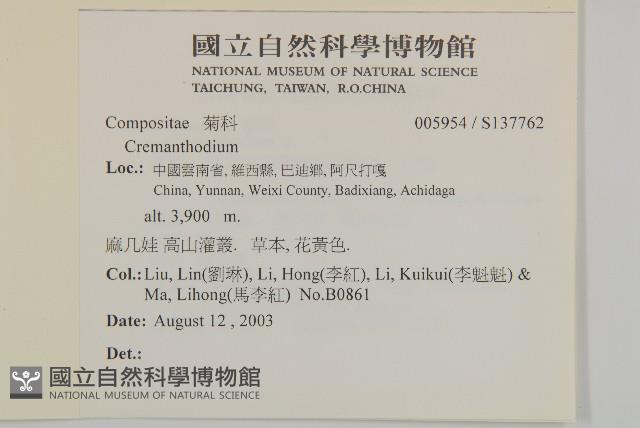 國立自然科學博物館
NATIONAL MUSEUM OF NATURAL SCIENCE
TAICHUNG, TAIWAN, R.O.CHINA
Compositae 菊科 005954 / S137762
Cremanthodium
Loc.: 中國雲南省, 維西縣, 巴迪鄉, 阿尺打嘎
China, Yunnan, Weixi County, Badixiang, Achidaga
alt. 3,900 m.
麻几娃 高山灌叢. 草本, 花黃色.
Col.: Liu, Lin(劉琳), Li, Hong(李紅), Li, Kuikui(李魁魁) &
Ma, Lihong(馬李紅) No.B0861
Date: August 12 , 2003
Det.:
國立自然科學博物館
NATIONAL MUSEUM OF NATURAL SCIENCE